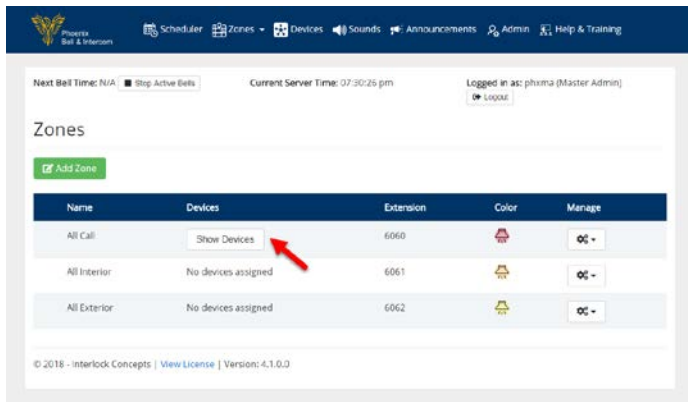 Phoenix
Bell & Intercom
Scheduler Zones Devices Sounds Announcements Admin Help & Training
Next Bell Time: N/A Stop Active Bells Current Server Time: 07:30:26 pm Logged in as: phxma (Master Admin)
Logout
Zones
Add Zone
Name Devices Extension Color Manage
All Call Show Devices 6060
All Interior No devices assigned 6061
All Exterior No devices assigned 6062
© 2018 - Interlock Concepts | View License | Version: 4.1.0.0